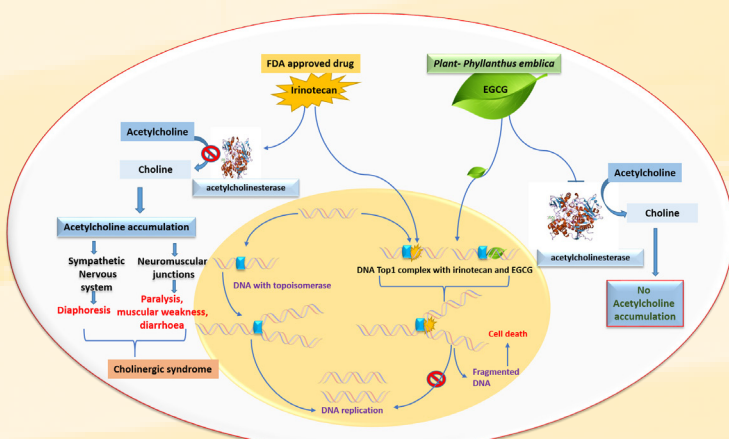 FDA approved drug
Irinotecan
Plant- Phyllanthus emblica
EGCG
Acetylcholine
Choline
acetylcholinesterase
Acetylcholine accumulation
Sympathetic
Nervous
system
Neuromuscular
junctions
Diaphoresis
Paralysis,
muscular weakness,
diarrhoea
Cholinergic syndrome
DNA with topoisomerase
DNA Top1 complex with irinotecan and EGCG
Cell death
Fragmented
DNA
DNA replication
Acetylcholine
Choline
acetylcholinesterase
No
Acetylcholine
accumulation